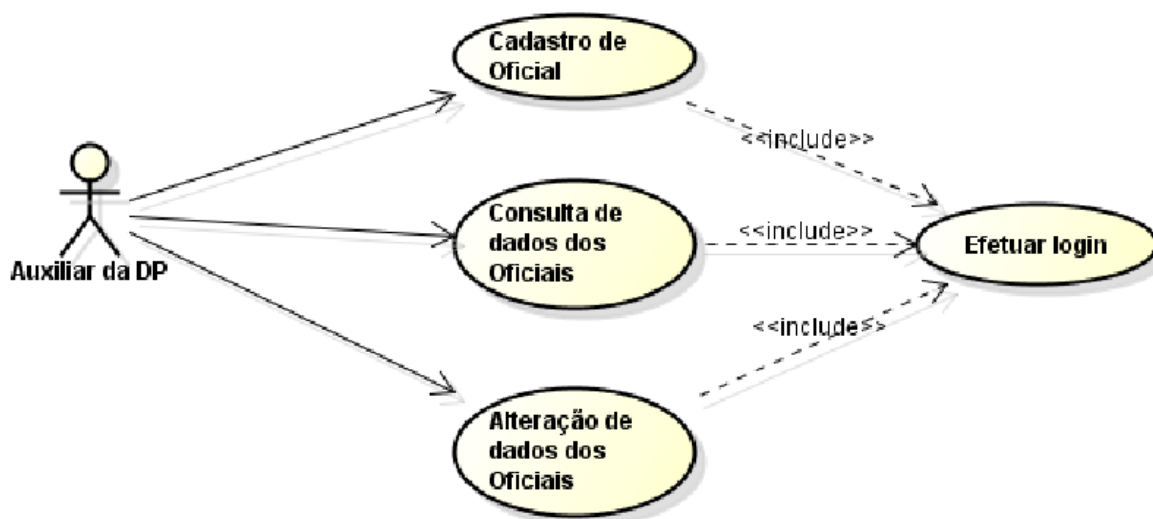 Cadastro de
Oficial
<<include>>
Consulta de
dados dos
Oficiais
<<include>>
Efetuar login
Auxiliar da DP
<<include>>
Alteração de
dados dos
Oficiais